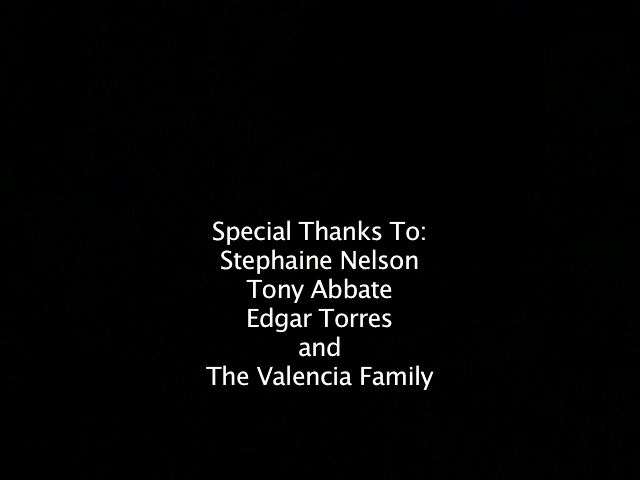 Special Thanks To:
Stephaine Nelson
Tony Abbate
Edgar Torres
and
The Valencia Family